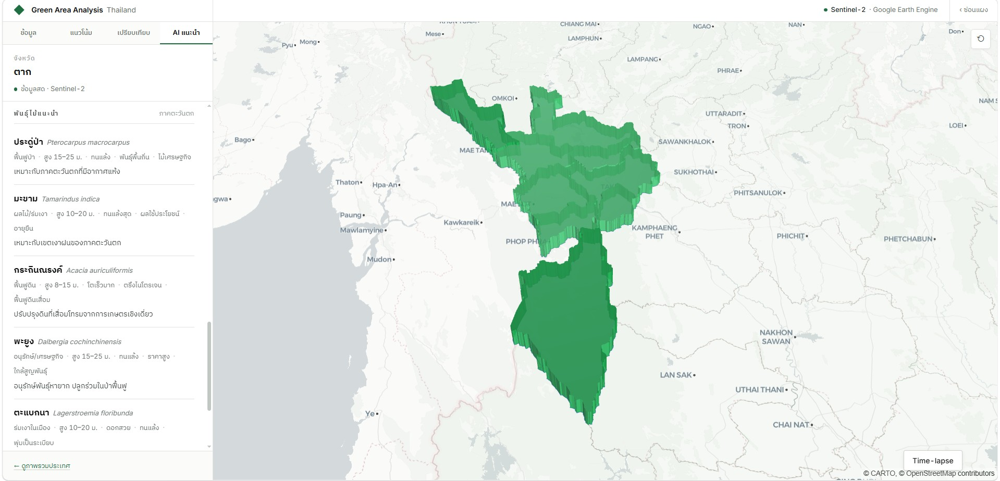 Green Area Analysis Thailand
Sentinel-2 · Google Earth Engine
‹ ซ่อนแผง
ข้อมูล
แนวโน้ม
เปรียบเทียบ
AI แนะนำ
จังหวัด
ตาก
ข้อมูลสด · Sentinel-2
พันธุ์ไม้แนะนำ
ภาคตะวันตก
ประดู่ป่า Pterocarpus macrocarpus
ฟื้นฟูป่า · สูง 15–25 ม. · ทนแล้ง · พันธุ์พื้นถิ่น · ไม้เศรษฐกิจ
เหมาะกับภาคตะวันตกที่มีอากาศแห้ง
มะขาม Tamarindus indica
ผลไม้/ร่มเงา · สูง 10–20 ม. · ทนแล้งสุด · ผลใช้ประโยชน์ ·
อายุยืน
เหมาะกับเขตเงาฝนของภาคตะวันตก
กระถินณรงค์ Acacia auriculiformis
ฟื้นฟูดิน · สูง 8–15 ม. · โตเร็วมาก · ตรึงไนโตรเจน ·
ฟื้นฟูดินเสื่อม
ปรับปรุงดินที่เสื่อมโทรมจากการเกษตรเชิงเดี่ยว
พะยูง Dalbergia cochinchinensis
อนุรักษ์/เศรษฐกิจ · สูง 15–25 ม. · ทนแล้ง · ราคาสูง ·
ใกล้สูญพันธุ์
อนุรักษ์พันธุ์หายาก ปลูกร่วมในป่าฟื้นฟู
ตะแบกนา Lagerstroemia floribunda
ร่มเงาในเมือง · สูง 10–20 ม. · ดอกสวย · ทนแล้ง ·
พุ่มเป็นระเบียบ
← ดูภาพรวมประเทศ
CHIANG MAI
NGAO
NAN
Mese
LAMPHUN
Don
Pyu
Mong
LAMPANG
PHRAE
OMKOI
NAM S
UTTARADIT
TRON
LOEI
Bago
SAWANKHALOK
MAE TAN
SUKHOTHAI
Thaton
Hpa-An
TAK
PHITSANULOK
gwa
MAE
Paung
Kawkareik
Mawlamyine
KAMPHAENG
PHET
PHOP PH
PHICHIT
PHETCHABUN
Mudon
NAKHON
SAWAN
LAN SAK
UTHAI THANI
Ye
CHAI NAT
Time-lapse
© CARTO, © OpenStreetMap contributors